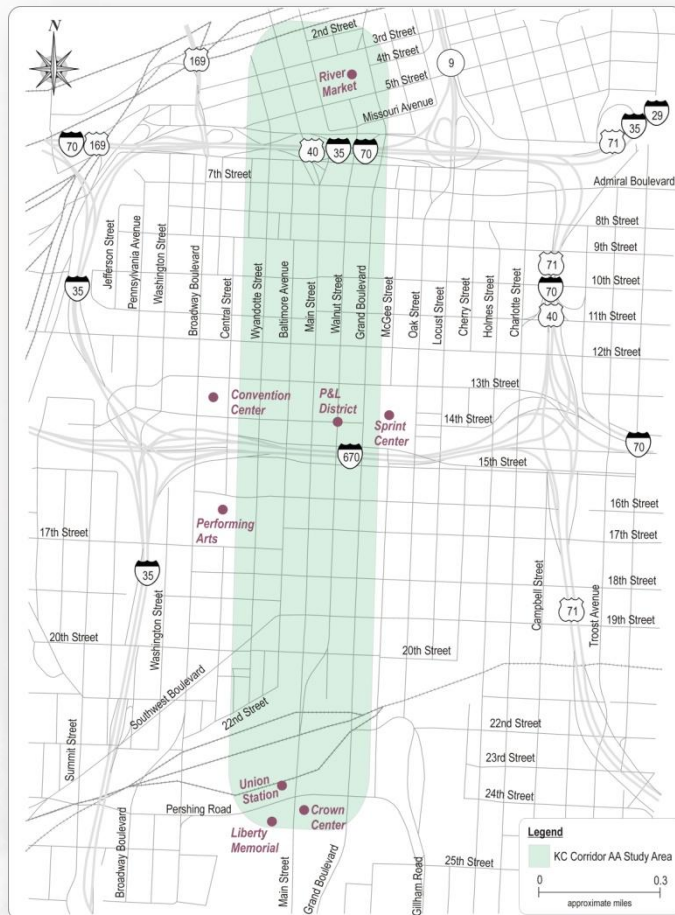 N
2nd Street
3rd Street
4th Street
5th Street
Missouri Avenue
River
Market
169
9
70
169
40
35
70
71
35
29
7th Street
Admiral Boulevard
8th Street
9th Street
10th Street
11th Street
12th Street
71
70
40
35
Jefferson Street
Pennsylvania Avenue
Washington Street
Broadway Boulevard
Central Street
Wyandotte Street
Baltimore Avenue
Main Street
Walnut Street
Grand Boulevard
McGee Street
Oak Street
Locust Street
Cherry Street
Holmes Street
Charlotte Street
Convention
Center
P&L
District
Sprint
Center
13th Street
14th Street
670
70
15th Street
16th Street
17th Street
17th Street
Performing
Arts
35
Washington Street
Campbell Street
Troost Avenue
18th Street
71
19th Street
20th Street
20th Street
Southwest Boulevard
22nd Street
22nd Street
23rd Street
24th Street
Summit Street
Union
Station
Pershing Road
Crown
Center
Liberty
Memorial
Broadway Boulevard
Main Street
Grand Boulevard
Gillham Road
25th Street
Legend
KC Corridor AA Study Area
0
0.3
approximate miles